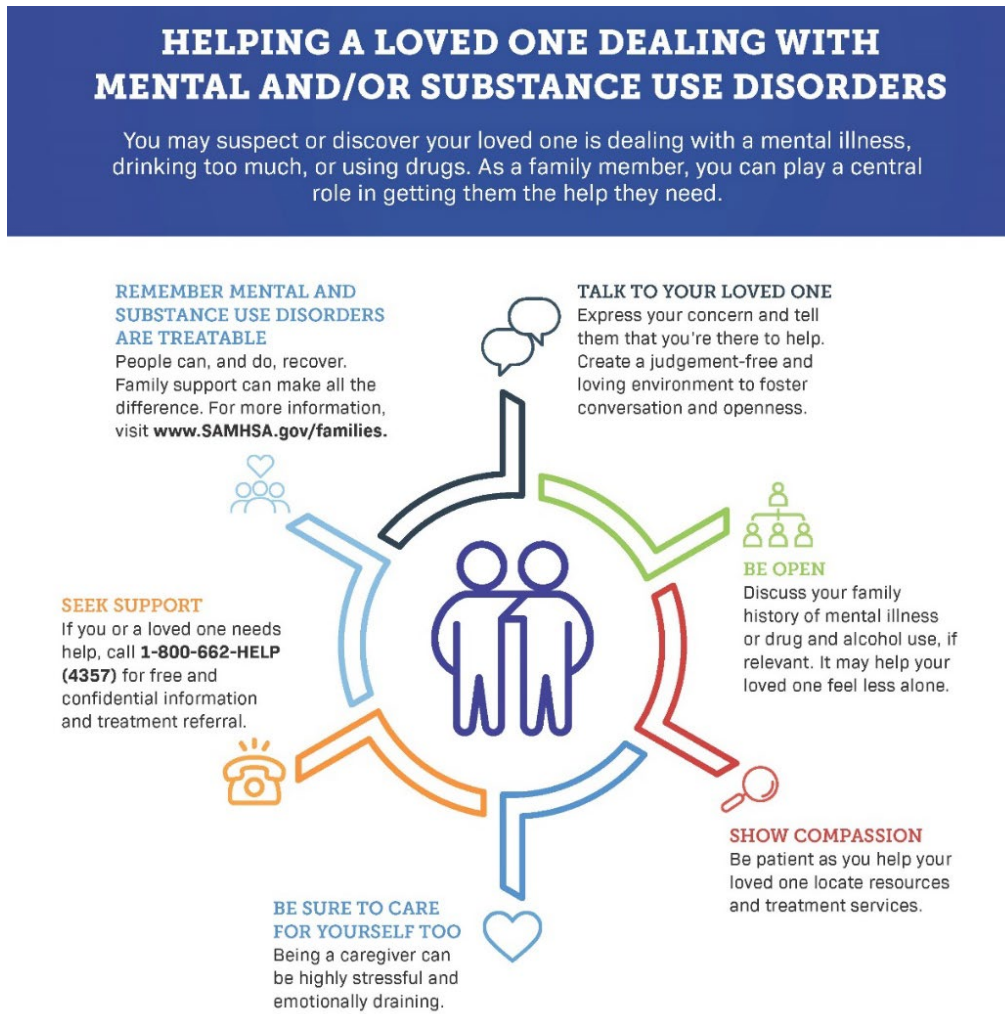 HELPING A LOVED ONE DEALING WITH
MENTAL AND/OR SUBSTANCE USE DISORDERS
You may suspect or discover your loved one is dealing with a mental illness,
drinking too much, or using drugs. As a family member, you can play a central
role in getting them the help they need.
TALK TO YOUR LOVED ONE
Express your concern and tell
them that you're there to help.
Create a judgement-free and
loving environment to foster
conversation and openness.
BE OPEN
Discuss your family
history of mental illness
or drug and alcohol use, if
relevant. It may help your
loved one feel less alone.
SHOW COMPASSION
Be patient as you help your
loved one locate resources
and treatment services.
BE SURE TO CARE
FOR YOURSELF TOO
Being a caregiver can
be highly stressful and
emotionally draining.
SEEK SUPPORT
If you or a loved one needs
help, call 1-800-662-HELP
(4357) for free and
confidential information
and treatment referral.
REMEMBER MENTAL AND
SUBSTANCE USE DISORDERS
ARE TREATABLE
People can, and do, recover.
Family support can make all the
difference. For more information,
visit www.SAMHSA.gov/families.